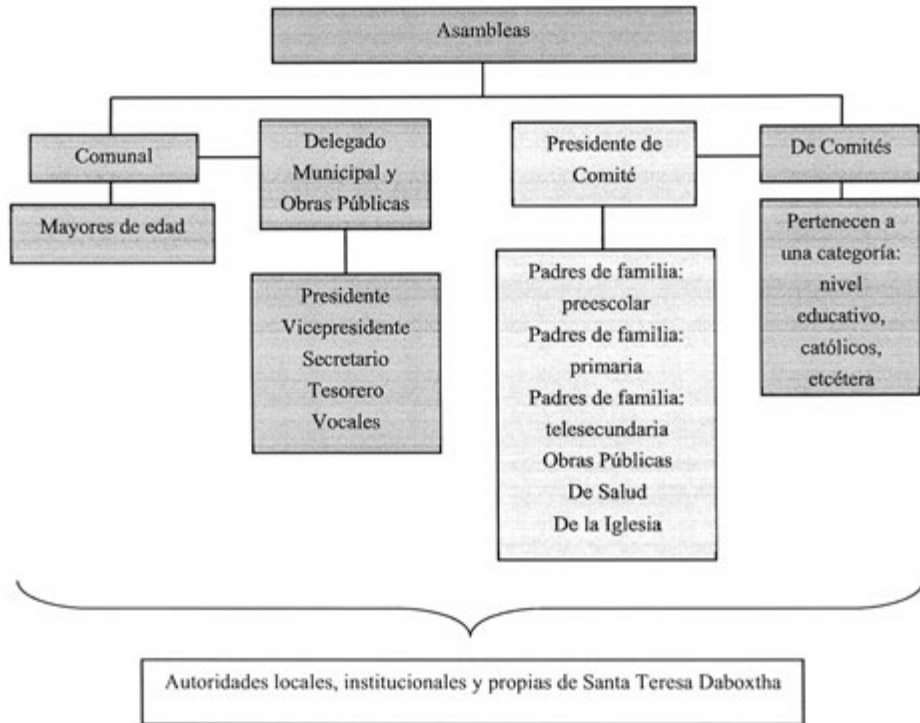 Asambleas
Comunal
Mayores de edad
Delegado
Municipal y
Obras Públicas
Presidente
Vicepresidente
Secretario
Tesorero
Vocales
Presidente de
Comité
Padres de familia:
preescolar
Padres de familia:
primaria
Padres de familia:
telesecundaria
Obras Públicas
De Salud
De la Iglesia
De Comités
Pertenecen a
una categoría:
nivel
educativo,
católicos,
etcétera
Autoridades locales, institucionales y propias de Santa Teresa Daboxtha